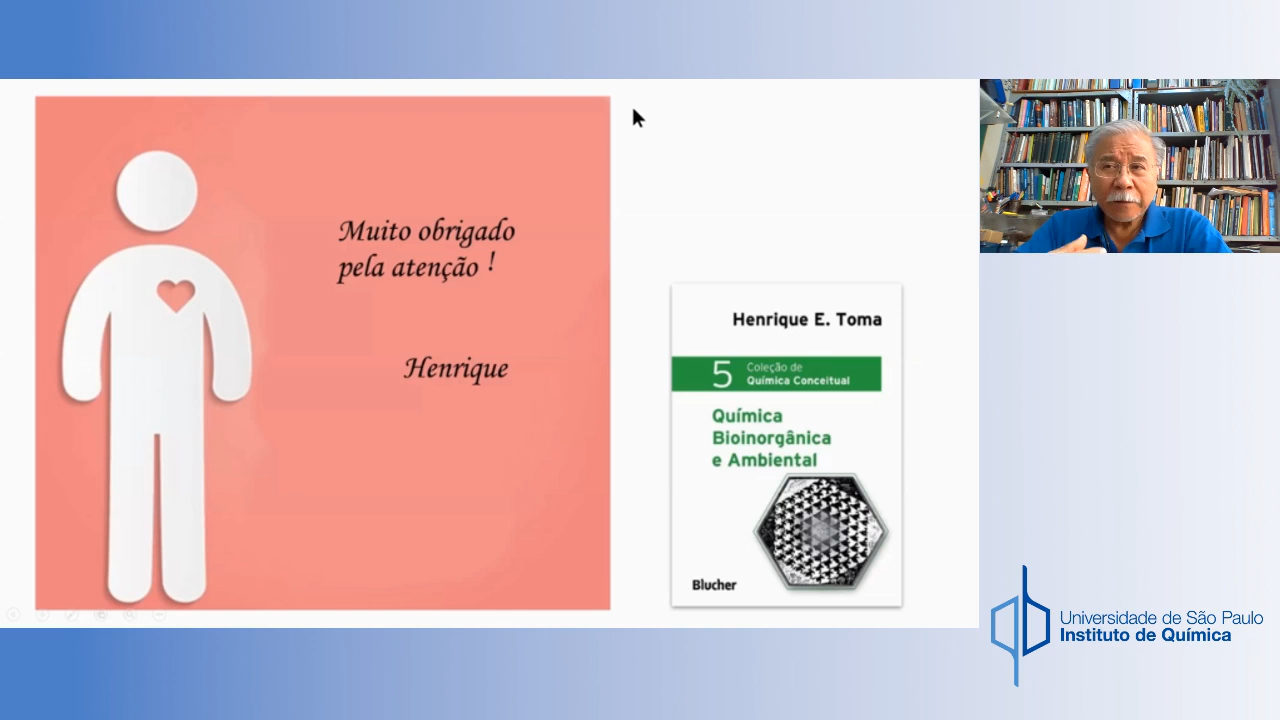 Muito obrigado
pela atenção !
Henrique
Henrique E. Toma
5
Coleção de
Química Conceitual
Química
Bioinorgânica
e Ambiental
Blucher
Universidade de São Paulo
Instituto de Química